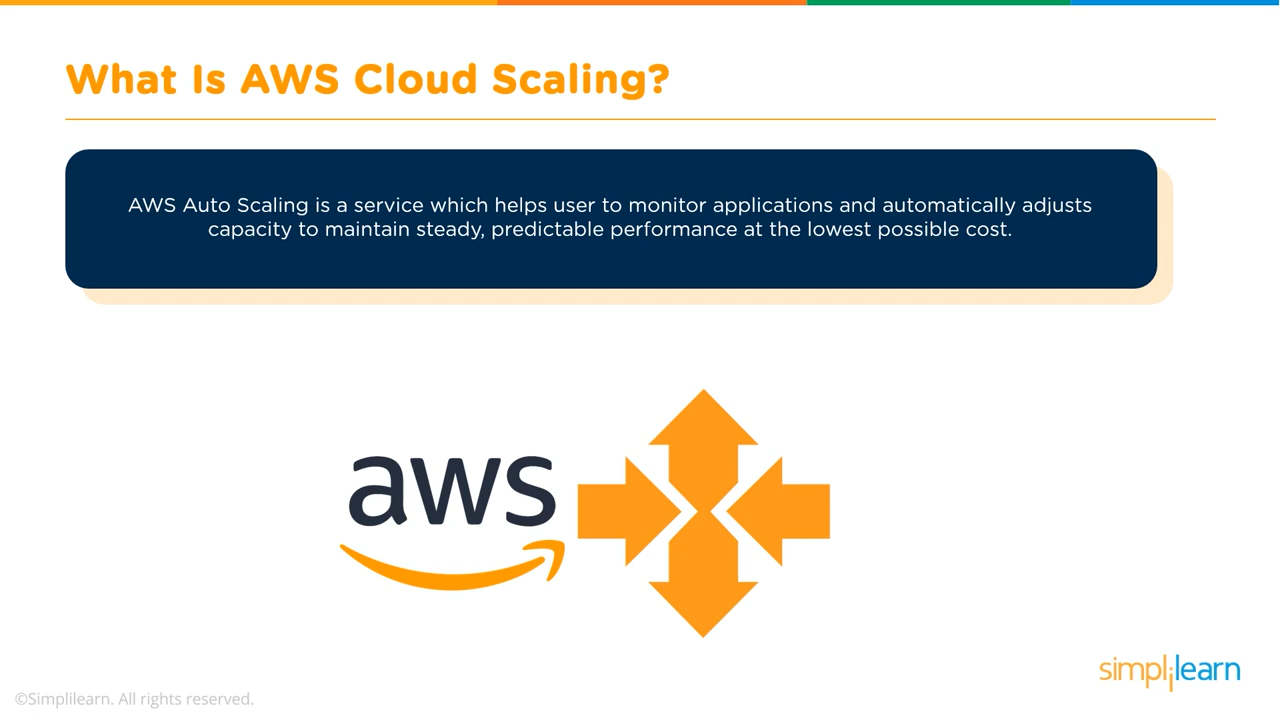 What Is AWS Cloud Scaling?
AWS Auto Scaling is a service which helps user to monitor applications and automatically adjusts
capacity to maintain steady, predictable performance at the lowest possible cost.
aws
simplilearn
©Simplilearn. All rights reserved.